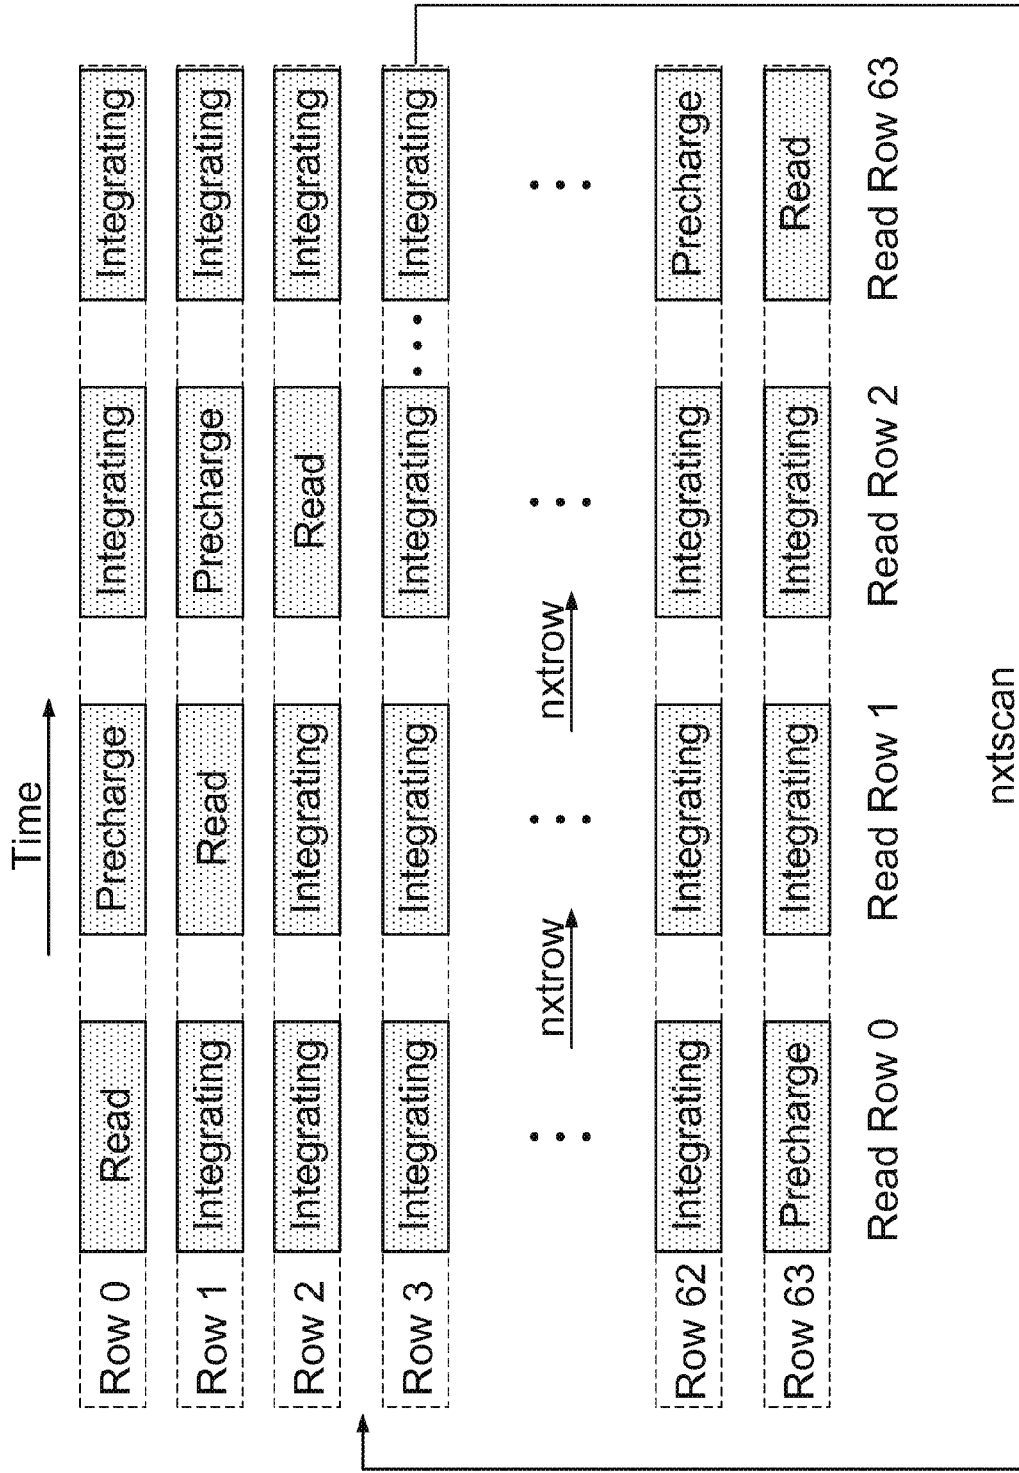 Time
Row 0 Read Precharge Integrating Integrating
Row 1 Integrating Read Precharge Integrating
Row 2 Integrating Integrating Read Integrating
Row 3 Integrating Integrating Integrating Integrating
nxtrow nxtrow
Row 62 Integrating Integrating Integrating Precharge
Row 63 Precharge Integrating Integrating Read
Read Row 0 Read Row 1 Read Row 2 Read Row 63
nxtscan